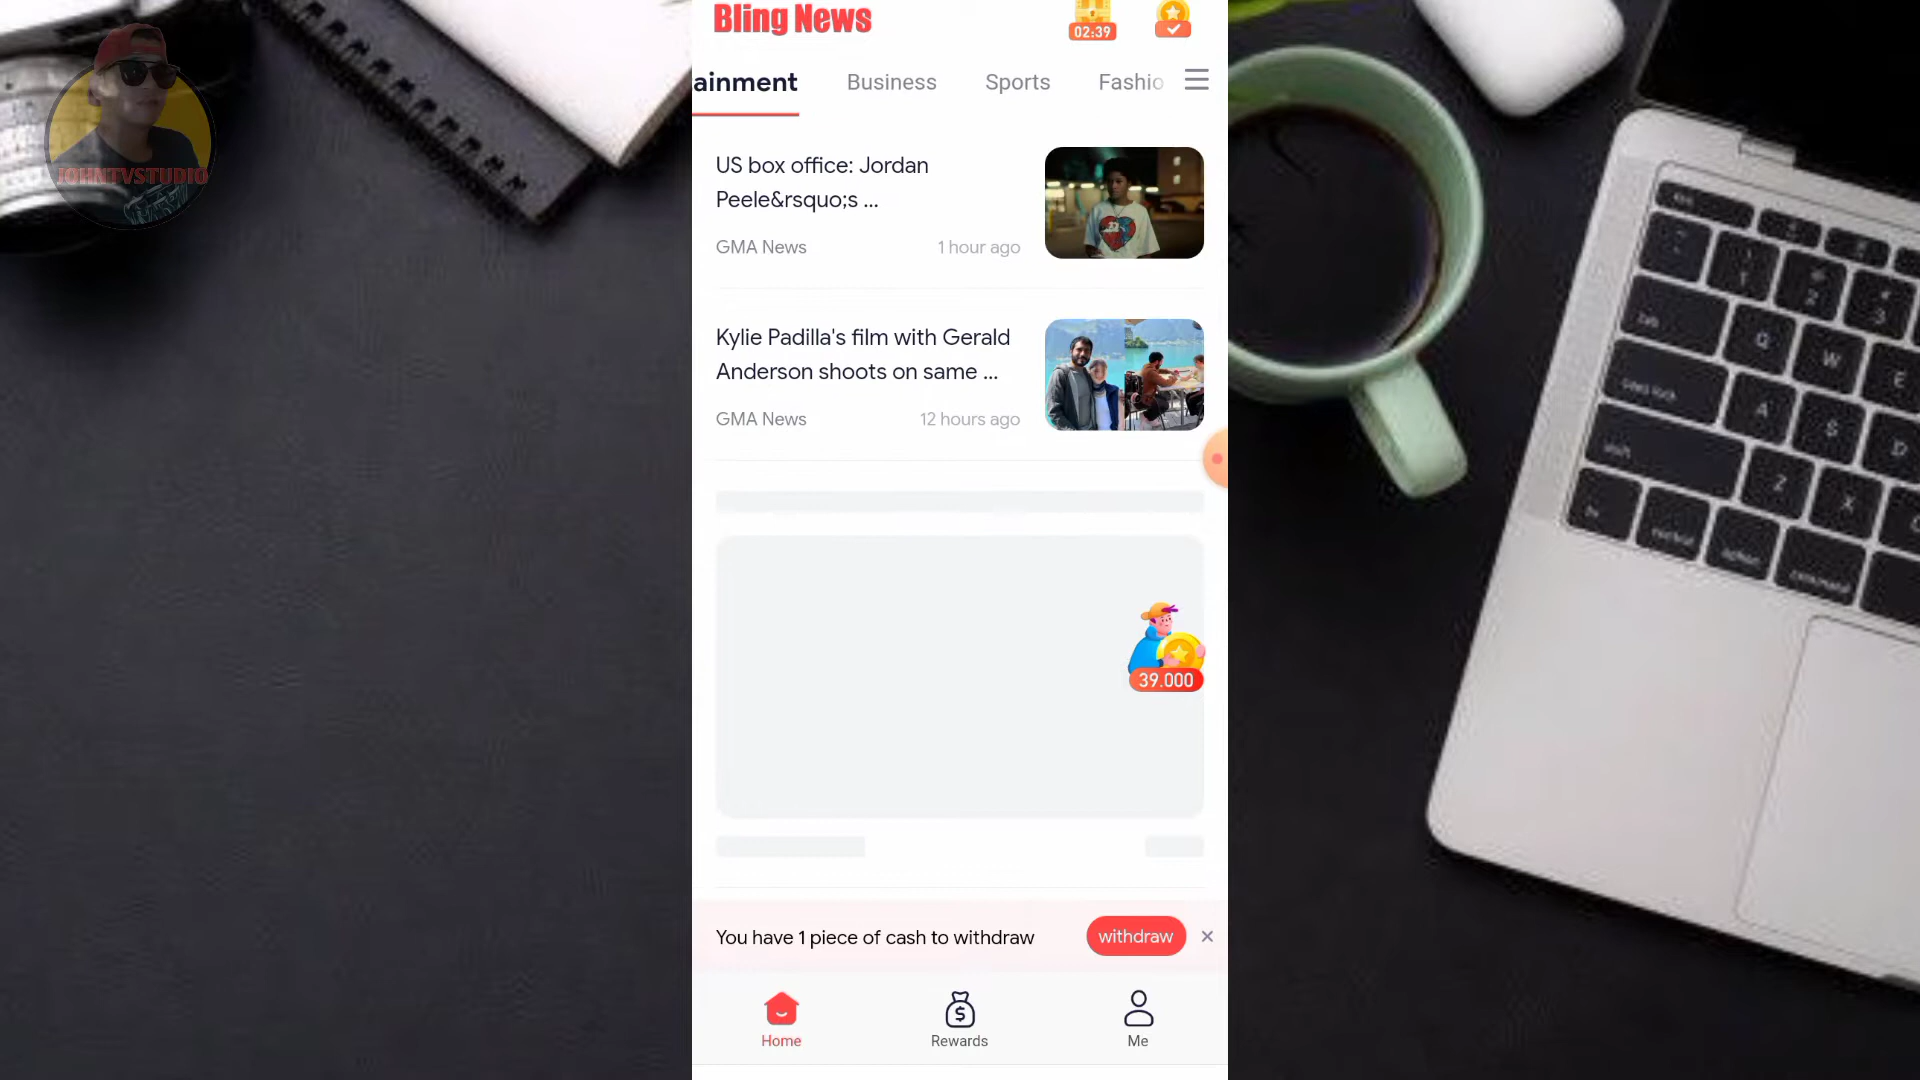 Bling News
02:39
ainment
Business
Sports
Fashio
US box office: Jordan
Peele&rsquo;s ...
GMA News
1 hour ago
Kylie Padilla's film with Gerald
Anderson shoots on same ...
GMA News
12 hours ago
39.000
You have 1 piece of cash to withdraw
withdraw
Home
Rewards
Me
JOHNTVSTUDIO
Q
W
E
A
S
D
Z
X